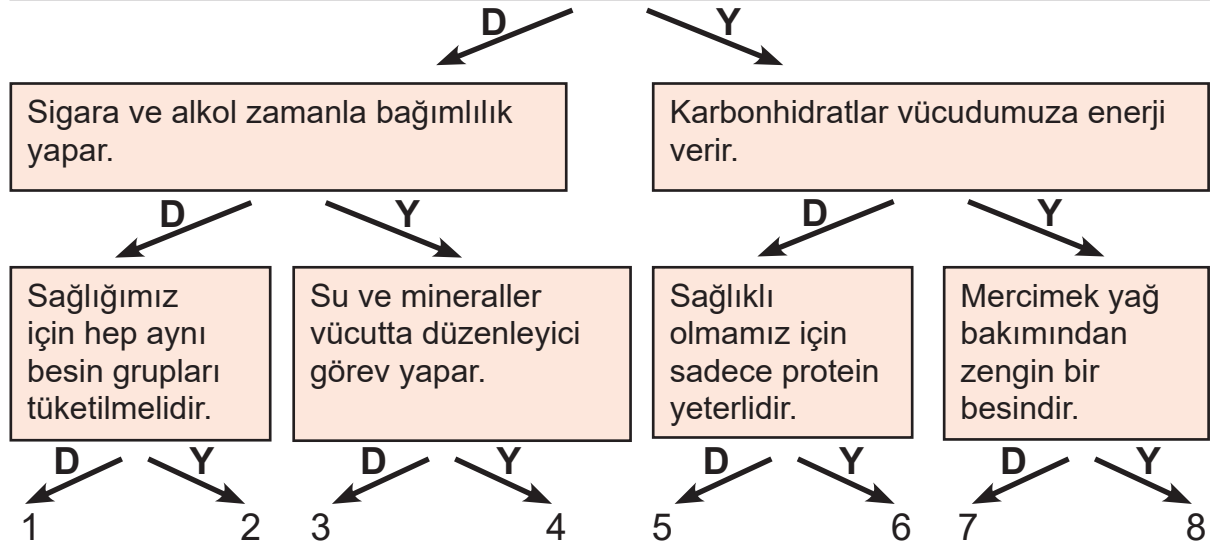 D Y
Sigara ve alkol zamanla bağımlılık
yapar.
Karbonhidratlar vücudumuza enerji
verir.
D Y D Y
Sağlığımız
için hep aynı
besin grupları
tüketilmelidir.
Su ve mineraller
vücutta düzenleyici
görev yapar.
Sağlıklı
olmamız için
sadece protein
yeterlidir.
Mercimek yağ
bakımından
zengin bir
besindir.
D Y D Y D Y D Y
1 2 3 4 5 6 7 8